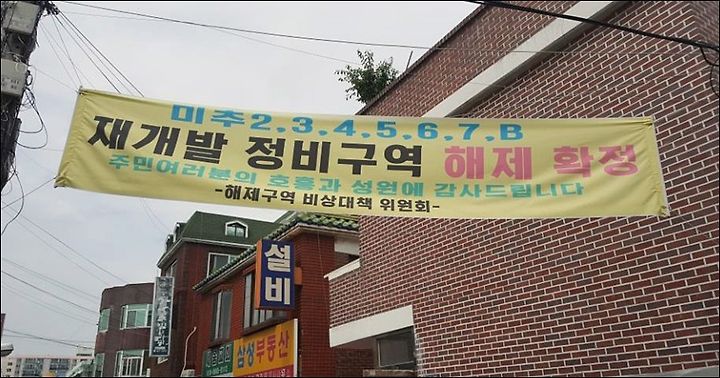 미추2,3,4,5,6,7,B
재개발 정비구역 해제 확정
주민여러분의 호흥과 성원에 감사드립니다
-해제구역 비상대책 위원회-
설비
삼성부동산